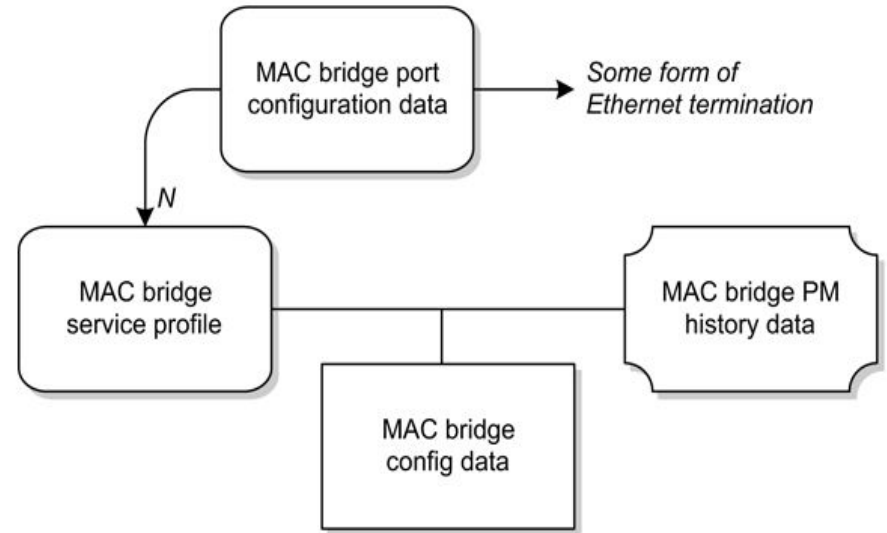 MAC bridge port
configuration data
Some form of
Ethernet termination
N
MAC bridge
service profile
MAC bridge PM
history data
MAC bridge
config data